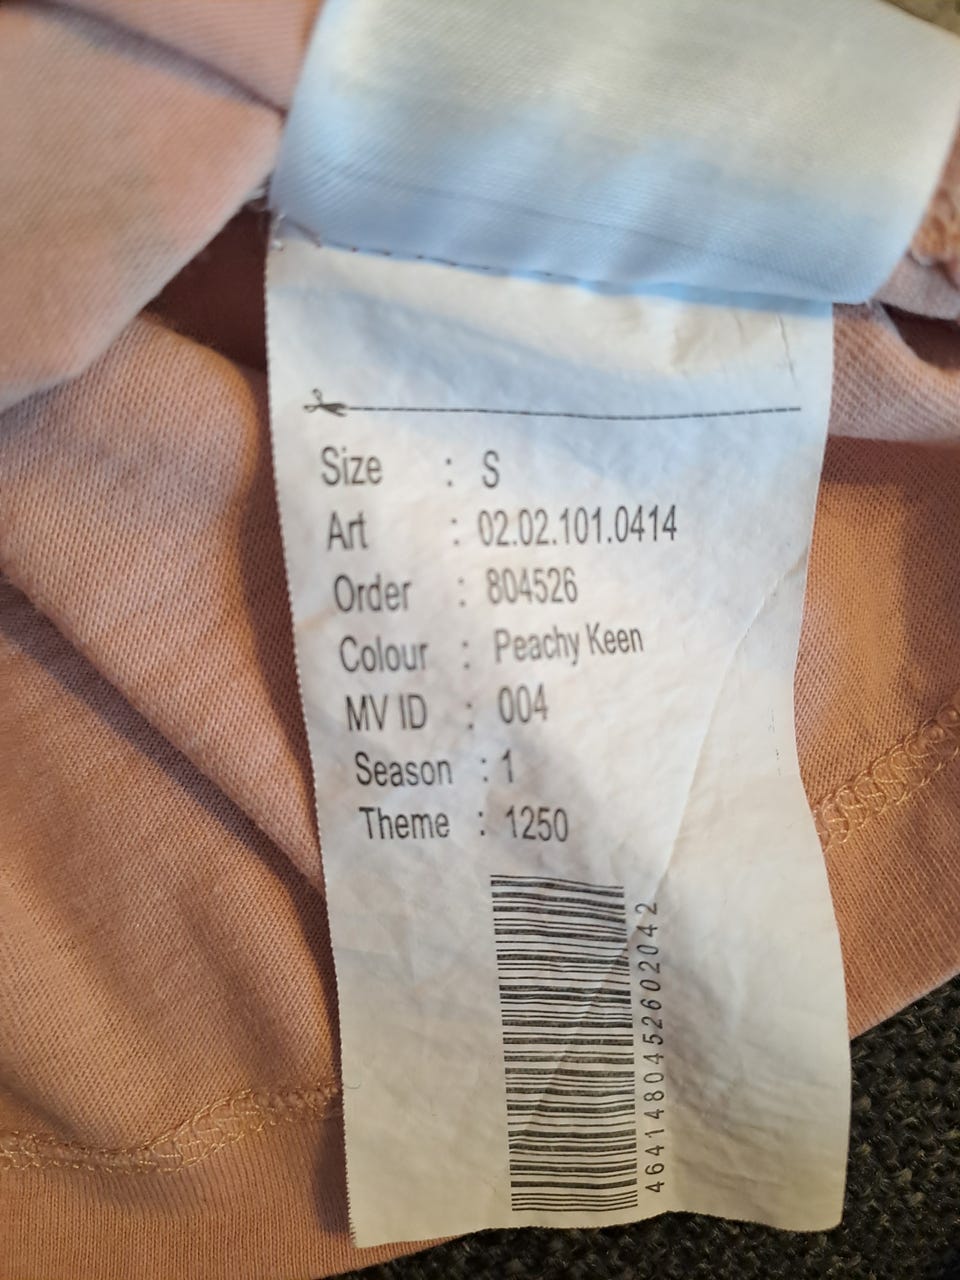 Size : S
Art : 02.02.101.0414
Order : 804526
Colour : Peachy Keen
MV ID : 004
Season : 1
Theme : 1250
4641480452602042